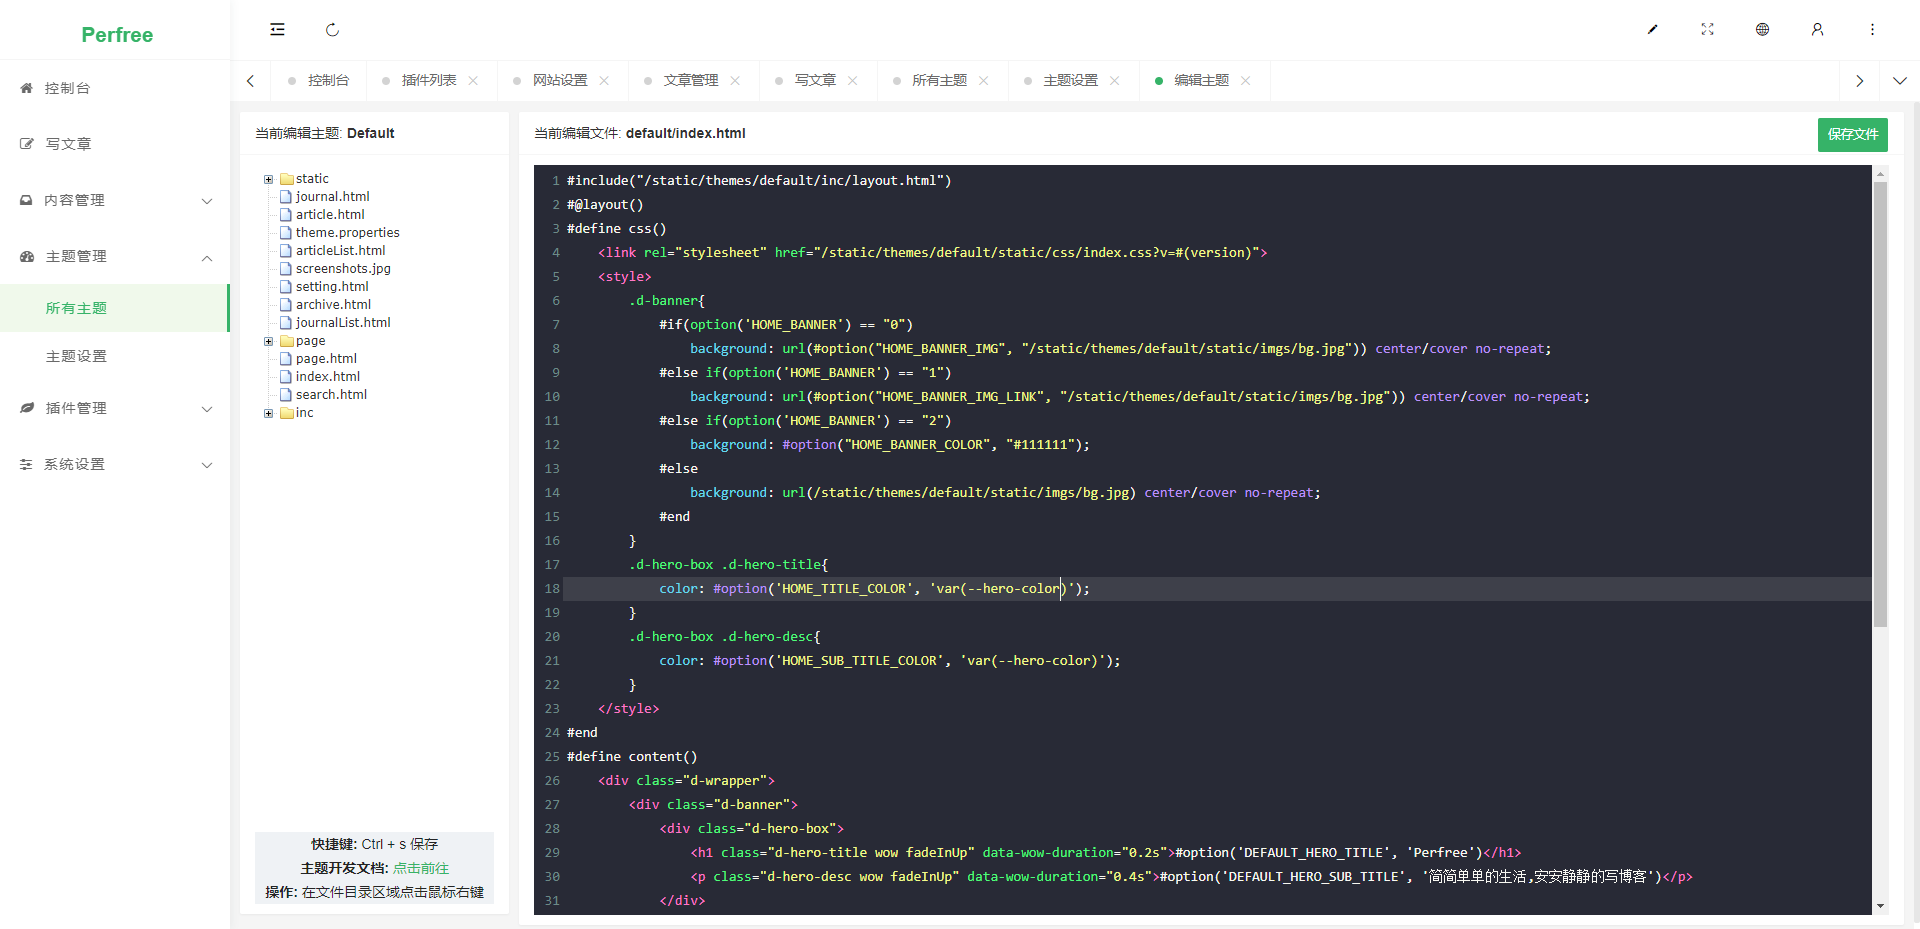 Perfree
控制台
写文章
内容管理
主题管理
所有主题
主题设置
插件管理
系统设置
控制台
插件列表
网站设置
文章管理
写文章
所有主题
主题设置
编辑主题
当前编辑主题: Default
static
journal.html
article.html
theme.properties
articleList.html
screenshots.jpg
setting.html
archive.html
journalList.html
page
page.html
index.html
search.html
inc
快捷键: Ctrl + s 保存
主题开发文档: 点击前往
操作: 在文件目录区域点击鼠标右键
当前编辑文件: default/index.html
保存文件
1 #include("/static/themes/default/inc/layout.html")
2 #@layout()
3 #define css()
4 <link rel="stylesheet" href="/static/themes/default/static/css/index.css?v=#(version)">
5 <style>
6 .d-banner{
7 #if(option('HOME_BANNER') == "0")
8 background: url(#option("HOME_BANNER_IMG", "/static/themes/default/static/imgs/bg.jpg")) center/cover no-repeat;
9 #else if(option('HOME_BANNER') == "1")
10 background: url(#option("HOME_BANNER_IMG_LINK", "/static/themes/default/static/imgs/bg.jpg")) center/cover no-repeat;
11 #else if(option('HOME_BANNER') == "2")
12 background: #option("HOME_BANNER_COLOR", "#111111");
13 #else
14 background: url(/static/themes/default/static/imgs/bg.jpg) center/cover no-repeat;
15 #end
16 }
17 .d-hero-box .d-hero-title{
18 color: #option('HOME_TITLE_COLOR', 'var(--hero-color)');
19 }
20 .d-hero-box .d-hero-desc{
21 color: #option('HOME_SUB_TITLE_COLOR', 'var(--hero-color)');
22 }
23 </style>
24 #end
25 #define content()
26 <div class="d-wrapper">
27 <div class="d-banner">
28 <div class="d-hero-box">
29 <h1 class="d-hero-title wow fadeInUp" data-wow-duration="0.2s">#option('DEFAULT_HERO_TITLE', 'Perfree')</h1>
30 <p class="d-hero-desc wow fadeInUp" data-wow-duration="0.4s">#option('DEFAULT_HERO_SUB_TITLE', '简简单单的生活,安安静静的写博客')</p>
31 </div>